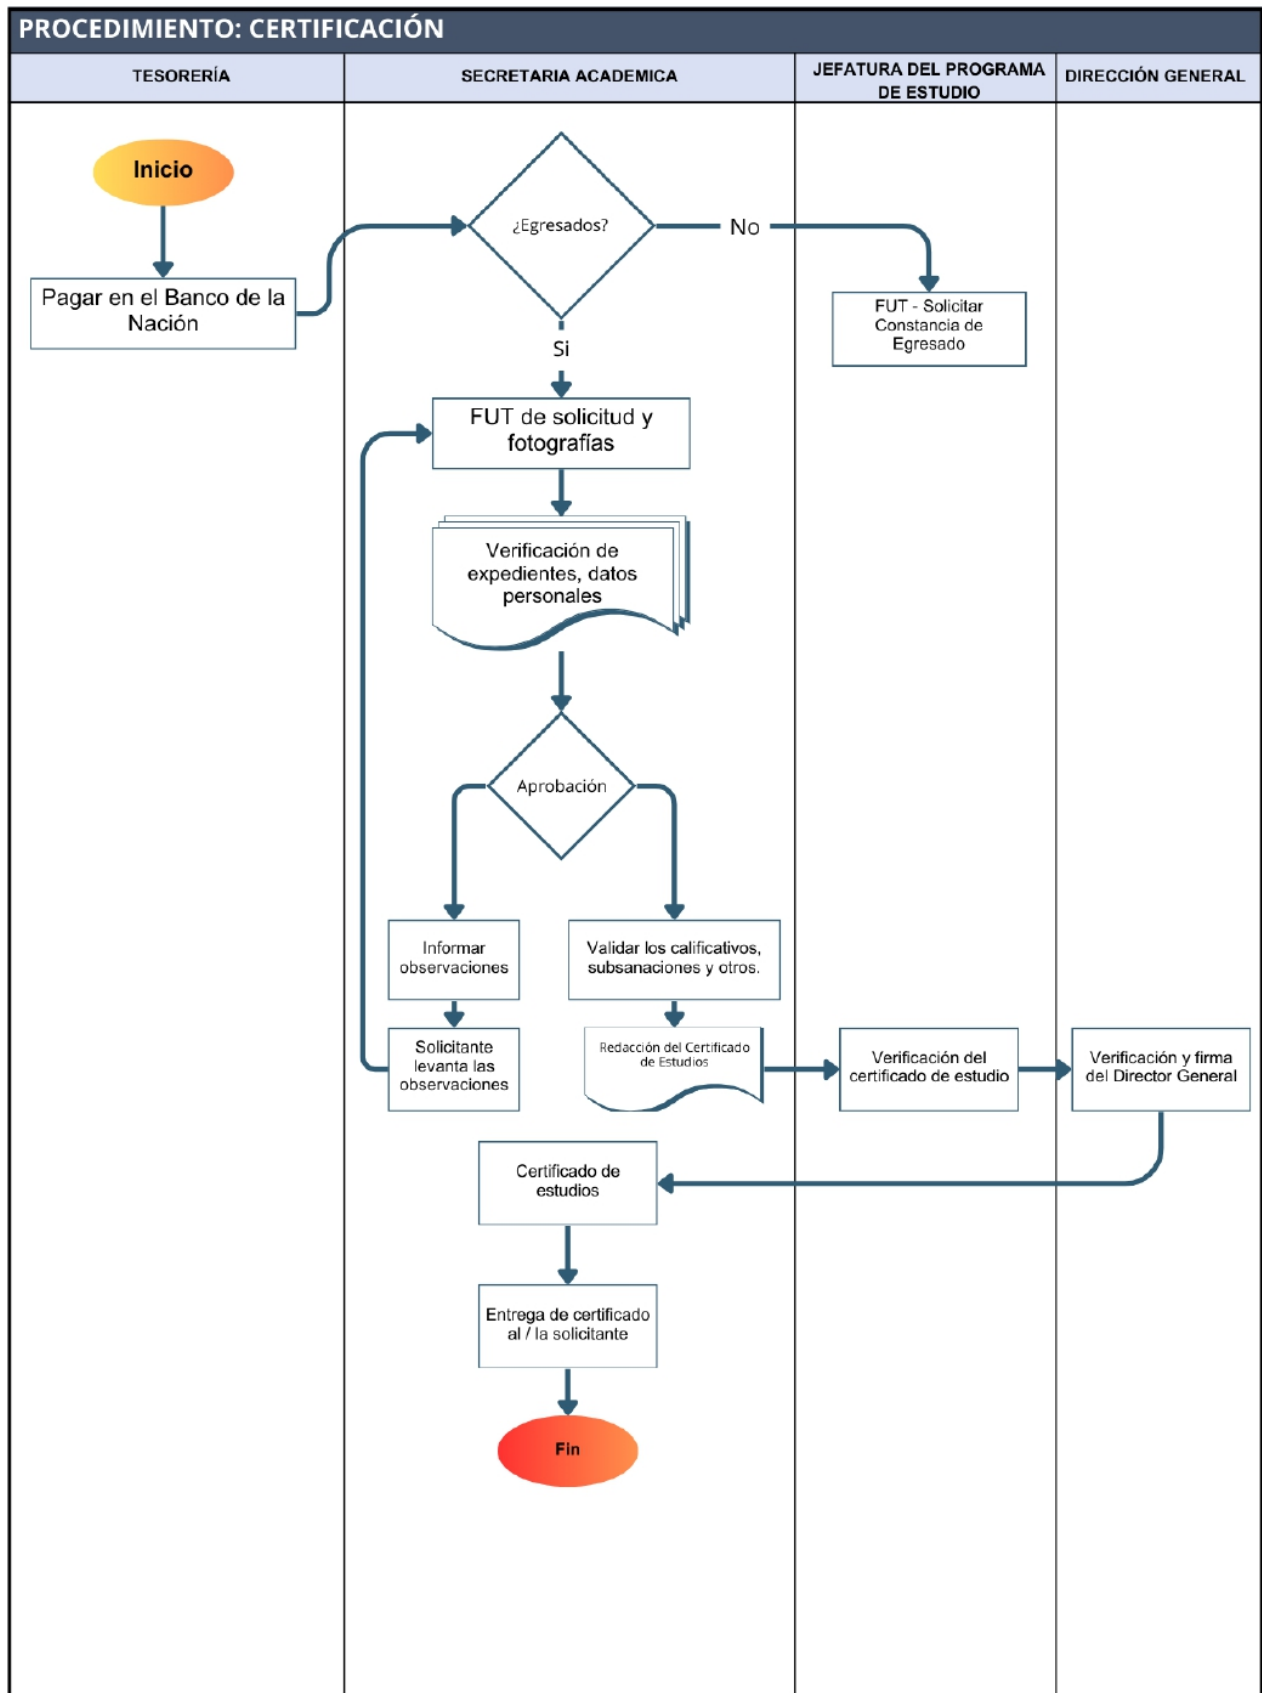 PROCEDIMIENTO: CERTIFICACIÓN
TESORERÍA
SECRETARIA ACADEMICA
JEFATURA DEL PROGRAMA
DE ESTUDIO
DIRECCIÓN GENERAL
Inicio
Pagar en el Banco de la
Nación
¿Egresados?
No
FUT - Solicitar
Constancia de
Egresado
Si
FUT de solicitud y
fotografías
Verificación de
expedientes, datos
personales
Aprobación
Informar
observaciones
Validar los calificativos,
subsanaciones y otros.
Solicitante
levanta las
observaciones
Redacción del Certificado
de Estudios
Verificación del
certificado de estudio
Verificación y firma
del Director General
Certificado de
estudios
Entrega de certificado
al / la solicitante
Fin